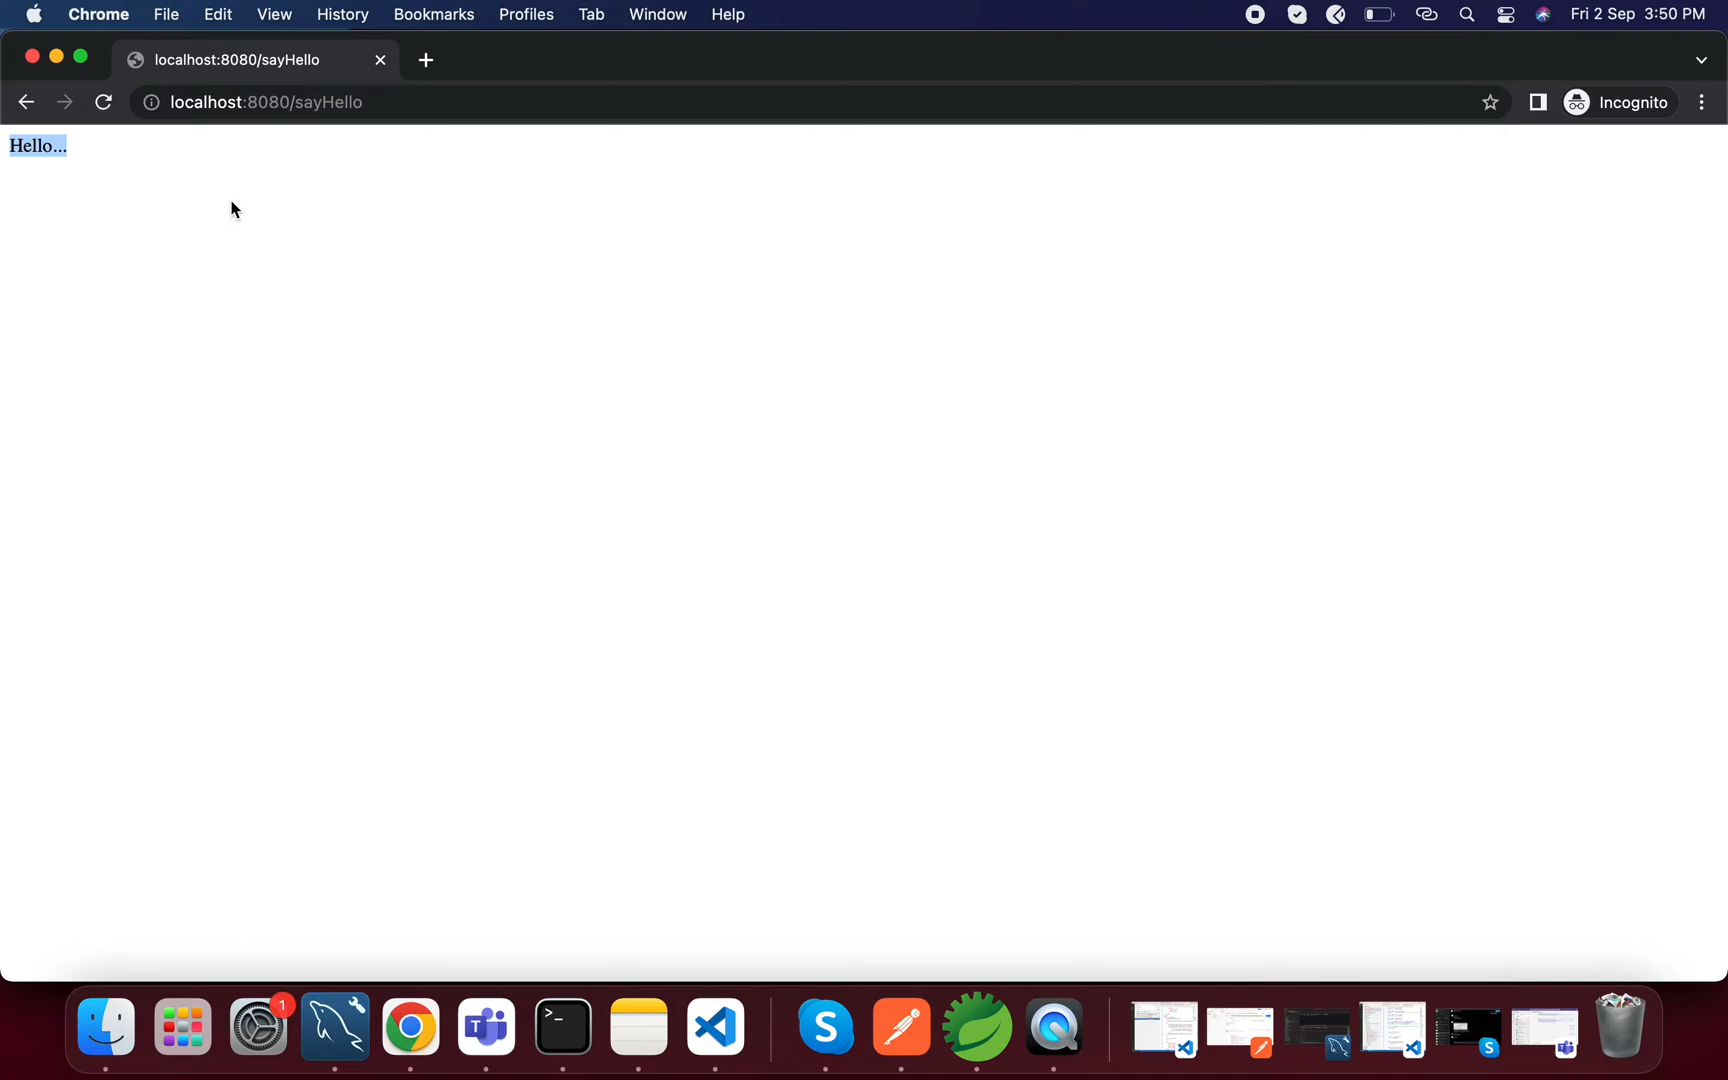 Chrome File Edit View History Bookmarks Profiles Tab Window Help Fri 2 Sep 3:50 PM
localhost:8080/sayHello
localhost:8080/sayHello Incognito
Hello...
1